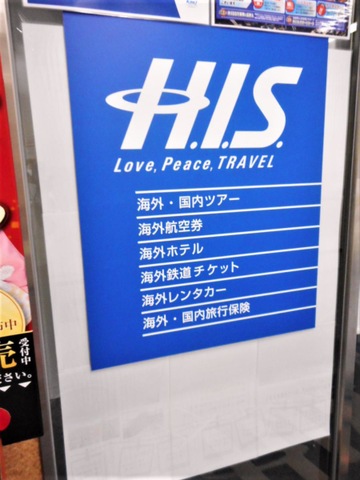 H.I.S.
Love, Peace, TRAVEL
海外・国内ツアー
海外航空券
海外ホテル
海外鉄道チケット
海外レンタカー
海外・国内旅行保険
売
受付中
ださい。